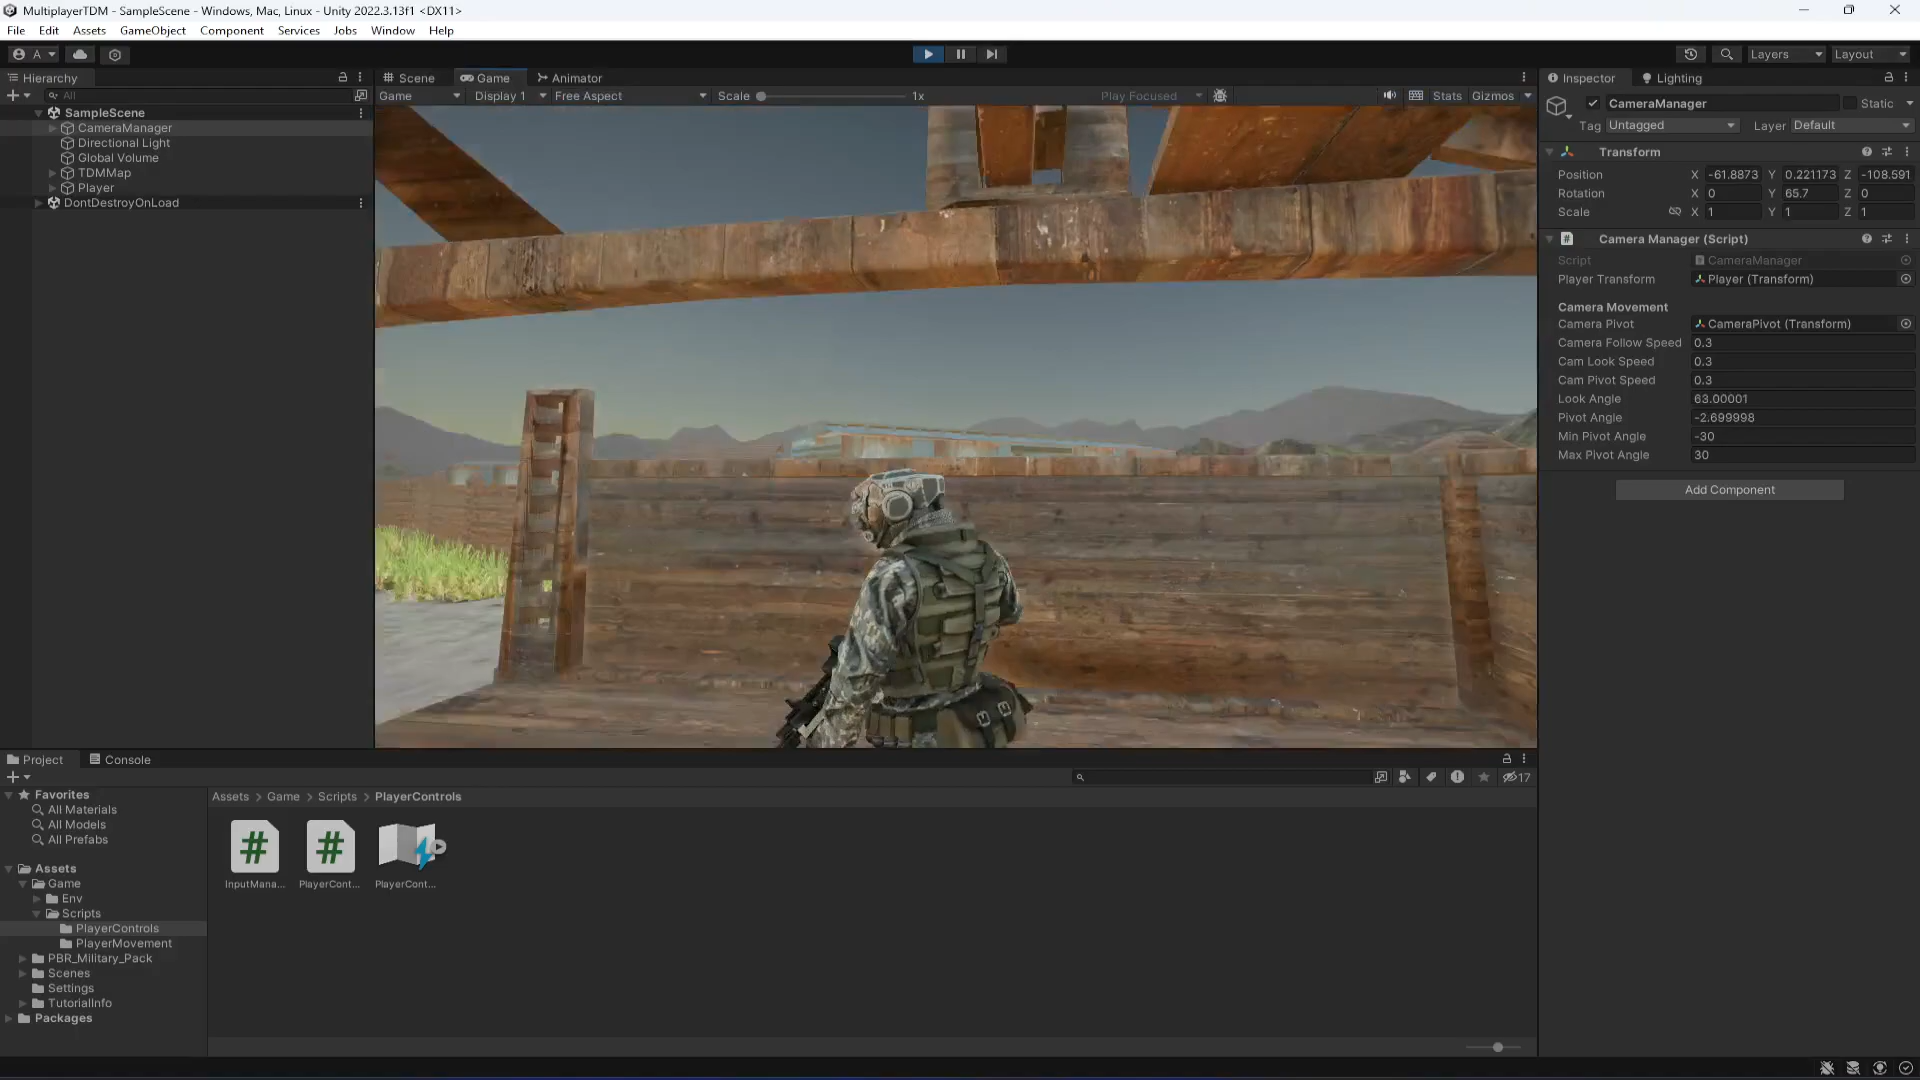 MultiplayerTDM - SampleScene - Windows, Mac, Linux - Unity 2022.3.13f1 <DX11>
File Edit Assets GameObject Component Services Jobs Window Help
A Layers Layout
Hierarchy
All
SampleScene
CameraManager
Directional Light
Global Volume
TDMMap
Player
DontDestroyOnLoad
Scene Game Animator
Game Display 1 Free Aspect Scale 1x Play Focused Stats Gizmos
Inspector Lighting
CameraManager Static
Tag Untagged Layer Default
Transform
Position X -61.8873 Y 0.221173 Z -108.591
Rotation X 0 Y 65.7 Z 0
Scale X 1 Y 1 Z 1
# Camera Manager (Script)
Script CameraManager
Player Transform Player (Transform)
Camera Movement
Camera Pivot CameraPivot (Transform)
Camera Follow Speed 0.3
Cam Look Speed 0.3
Cam Pivot Speed 0.3
Look Angle 63.00001
Pivot Angle -2.699998
Min Pivot Angle -30
Max Pivot Angle 30
Add Component
Project Console
17
Favorites
All Materials
All Models
All Prefabs
Assets
Game
Env
Scripts
PlayerControls
PlayerMovement
PBR_Military_Pack
Scenes
Settings
TutorialInfo
Packages
Assets > Game > Scripts > PlayerControls
# #
InputMana... PlayerCont... PlayerCont...